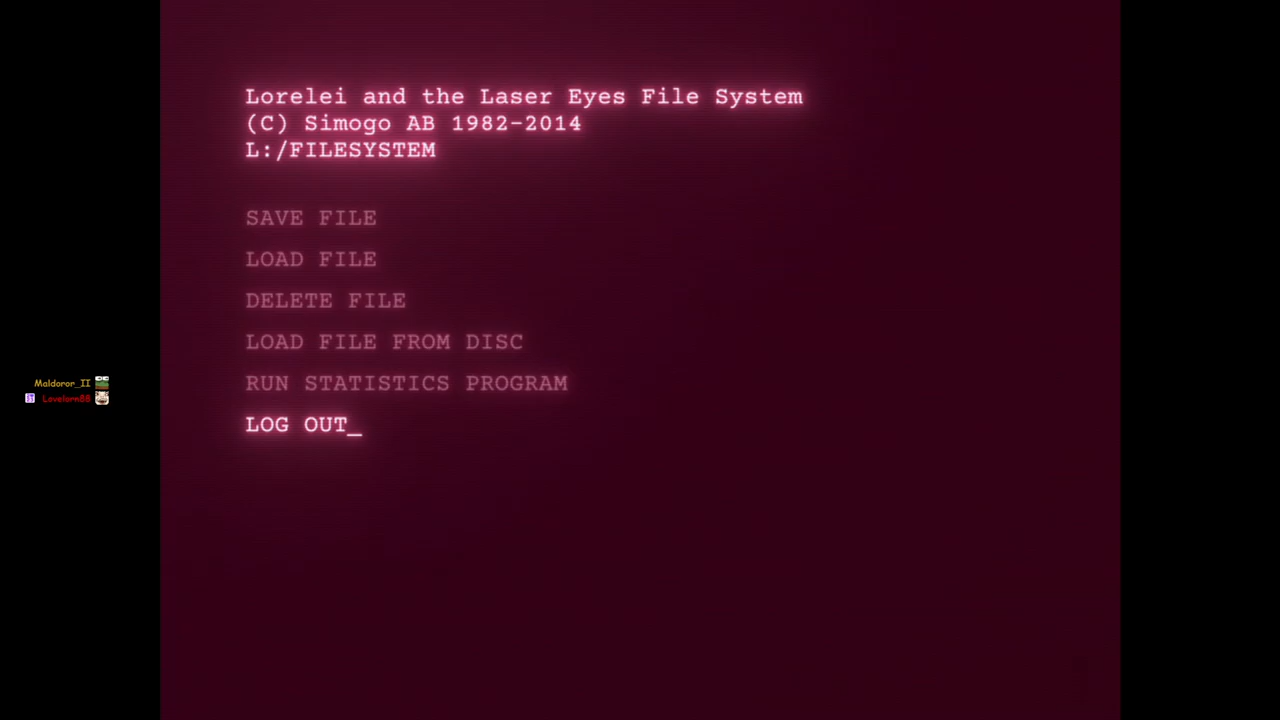 Lorelei and the Laser Eyes File System
(C) Simogo AB 1982-2014
L:/FILESYSTEM
SAVE FILE
LOAD FILE
DELETE FILE
LOAD FILE FROM DISC
RUN STATISTICS PROGRAM
LOG OUT_
Maldoror_II
Lovelorn88